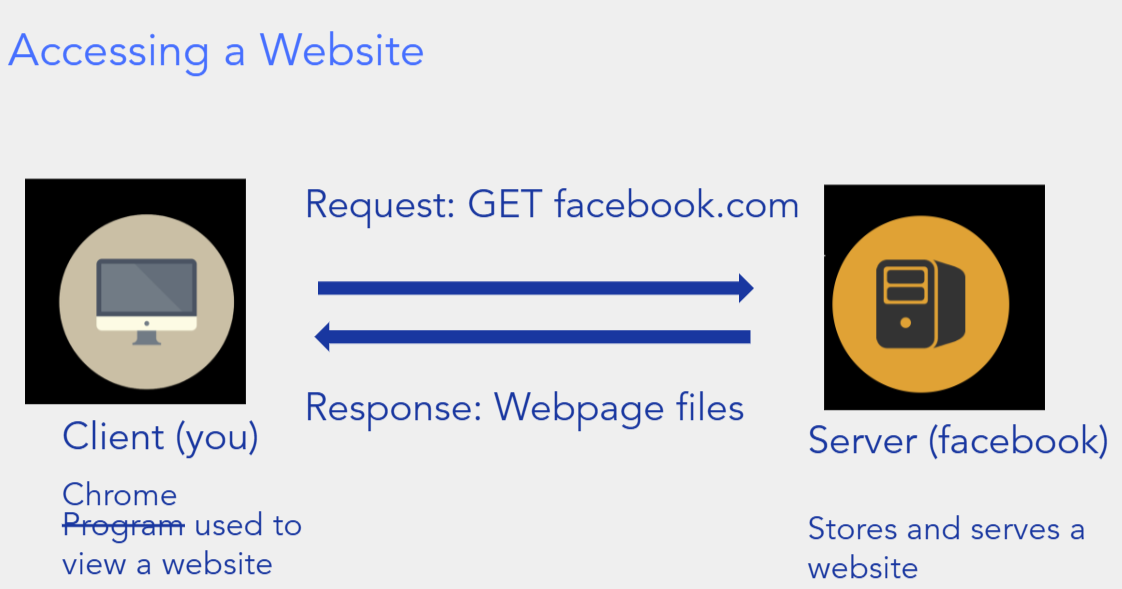 Accessing a Website
Request: GET facebook.com
Response: Webpage files
Client (you)
Chrome
Program used to
view a website
Server (facebook)
Stores and serves a
website